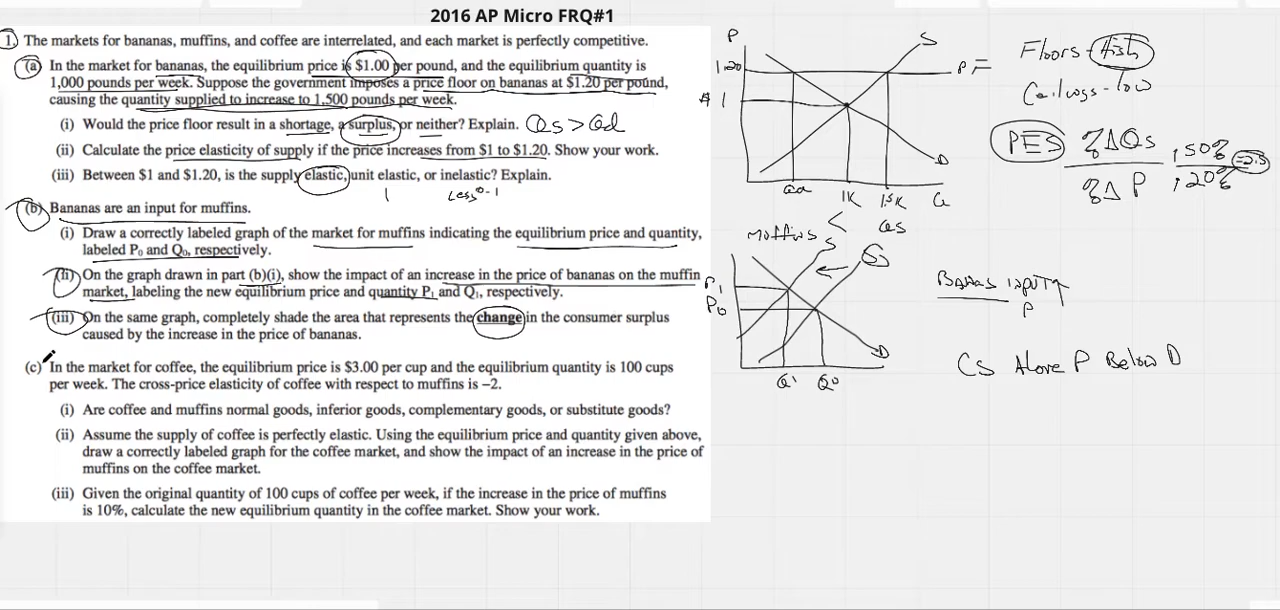 2016 AP Micro FRQ#1
1. The markets for bananas, muffins, and coffee are interrelated, and each market is perfectly competitive.
(a) In the market for bananas, the equilibrium price is $1.00 per pound, and the equilibrium quantity is
1,000 pounds per week. Suppose the government imposes a price floor on bananas at $1.20 per pound,
causing the quantity supplied to increase to 1,500 pounds per week.
(i) Would the price floor result in a shortage, a surplus, or neither? Explain. Qs > Qd
(ii) Calculate the price elasticity of supply if the price increases from $1 to $1.20. Show your work.
(iii) Between $1 and $1.20, is the supply elastic, unit elastic, or inelastic? Explain.
1 Less 1
(b) Bananas are an input for muffins.
(i) Draw a correctly labeled graph of the market for muffins indicating the equilibrium price and quantity,
labeled P0 and Q0, respectively.
(ii) On the graph drawn in part (b)(i), show the impact of an increase in the price of bananas on the muffin
market, labeling the new equilibrium price and quantity P1 and Q1, respectively.
(iii) On the same graph, completely shade the area that represents the change in the consumer surplus
caused by the increase in the price of bananas.
(c) In the market for coffee, the equilibrium price is $3.00 per cup and the equilibrium quantity is 100 cups
per week. The cross-price elasticity of coffee with respect to muffins is –2.
(i) Are coffee and muffins normal goods, inferior goods, complementary goods, or substitute goods?
(ii) Assume the supply of coffee is perfectly elastic. Using the equilibrium price and quantity given above,
draw a correctly labeled graph for the coffee market, and show the impact of an increase in the price of
muffins on the coffee market.
(iii) Given the original quantity of 100 cups of coffee per week, if the increase in the price of muffins
is 10%, calculate the new equilibrium quantity in the coffee market. Show your work.
P
S
1.20
PF
$1
D
Qd 1K 1.5K Q
< Qs
Floors - High
Ceilings - low
PES %ΔQs .50% = 2.5
%ΔP .20%
Muffins
S S
P1
P0
D
Q1 Q0
Bananas input ↑
P
CS Above P Below D